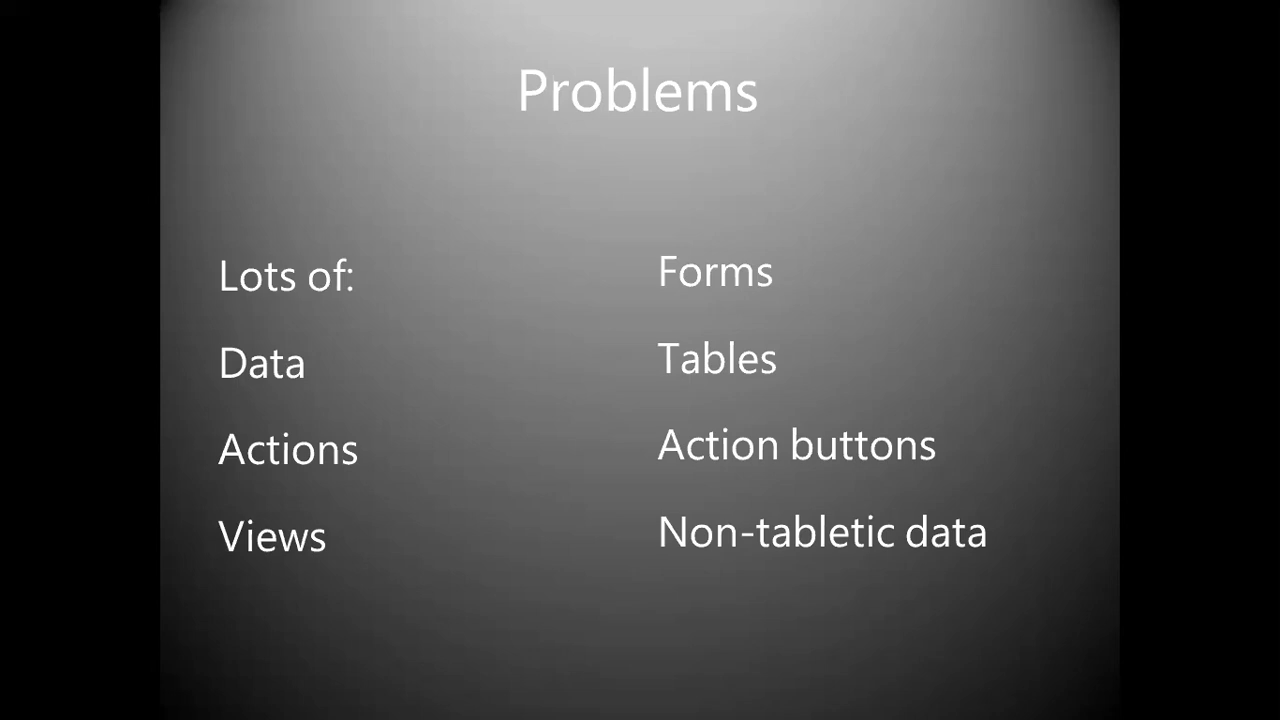 Problems
Lots of:
Data
Actions
Views
Forms
Tables
Action buttons
Non-tabletic data